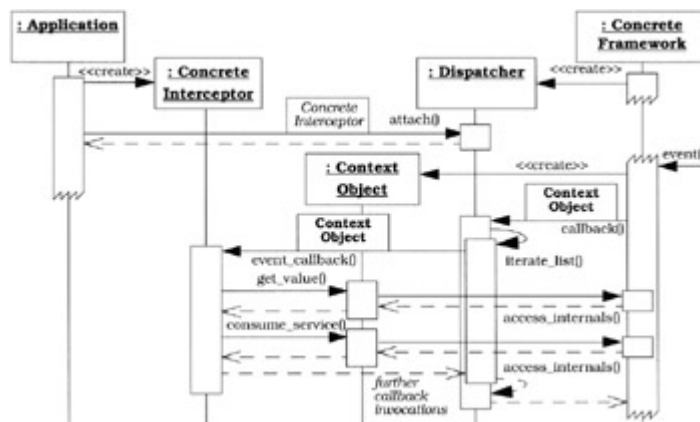 : Application
: Concrete
Framework
<<create>>
: Concrete
Interceptor
: Dispatcher
<<create>>
Concrete
Interceptor
attach()
: Context
Object
<<create>>
event()
Context
Object
Context
Object
callback()
event_callback()
iterate_list()
get_value()
access_internals()
consume_service()
access_internals()
further
callback
invocations